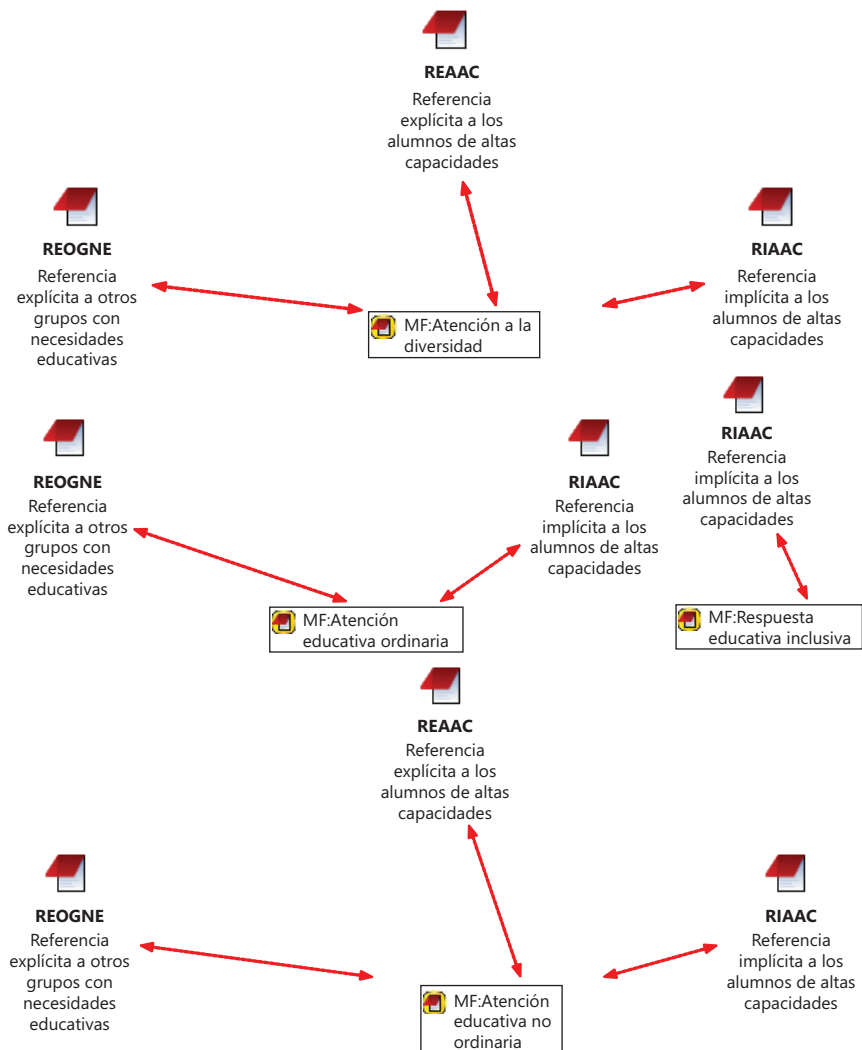 REAAC
Referencia
explícita a los
alumnos de altas
capacidades
REOGNE
Referencia
explícita a otros
grupos con
necesidades
educativas
RIAAC
Referencia
implícita a los
alumnos de altas
capacidades
MF:Atención a la
diversidad
RIAAC
Referencia
implícita a los
alumnos de altas
capacidades
REOGNE
Referencia
explícita a otros
grupos con
necesidades
educativas
RIAAC
Referencia
implícita a los
alumnos de altas
capacidades
MF:Atención
educativa ordinaria
MF:Respuesta
educativa inclusiva
REAAC
Referencia
explícita a los
alumnos de altas
capacidades
REOGNE
Referencia
explícita a otros
grupos con
necesidades
educativas
RIAAC
Referencia
implícita a los
alumnos de altas
capacidades
MF:Atención
educativa no
ordinaria